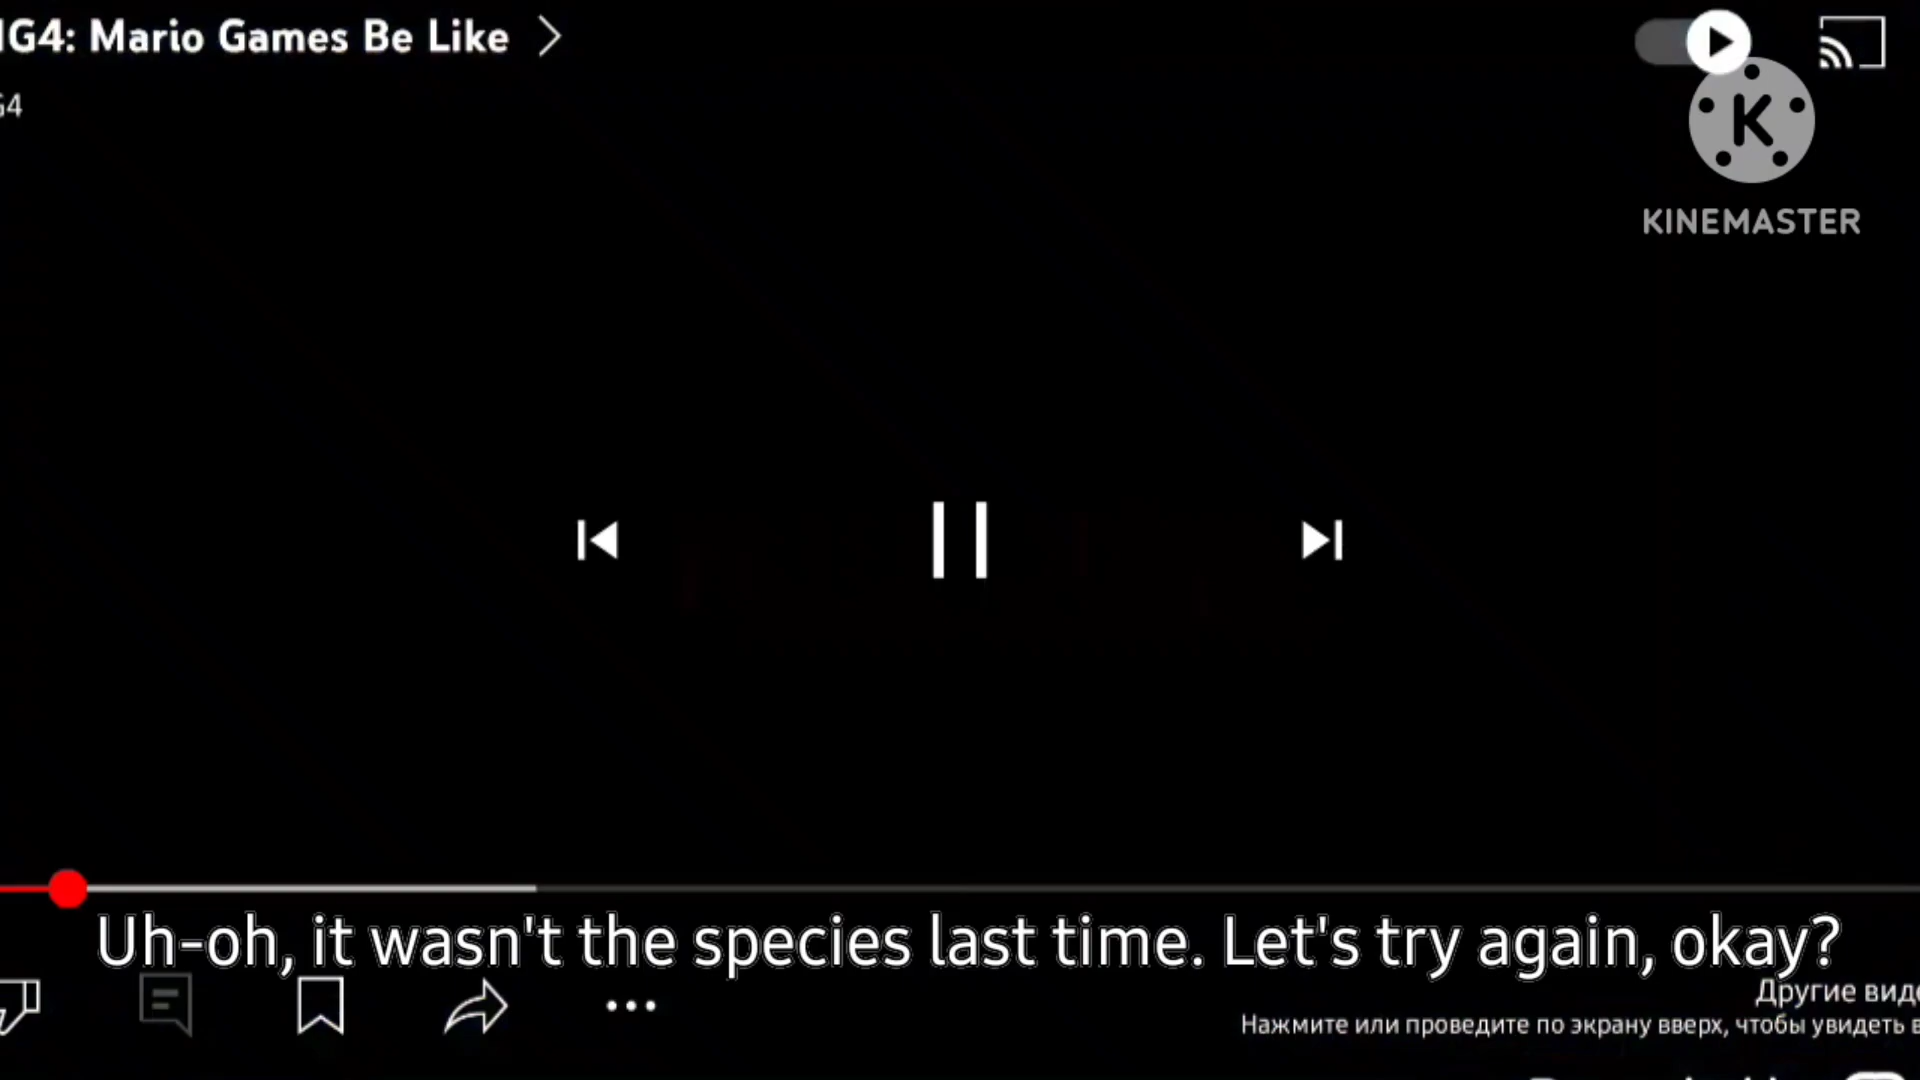 G4: Mario Games Be Like
G4
K
KINEMASTER
Uh-oh, it wasn't the species last time. Let's try again, okay?
Другие виде
Нажмите или проведите по экрану вверх, чтобы увидеть в